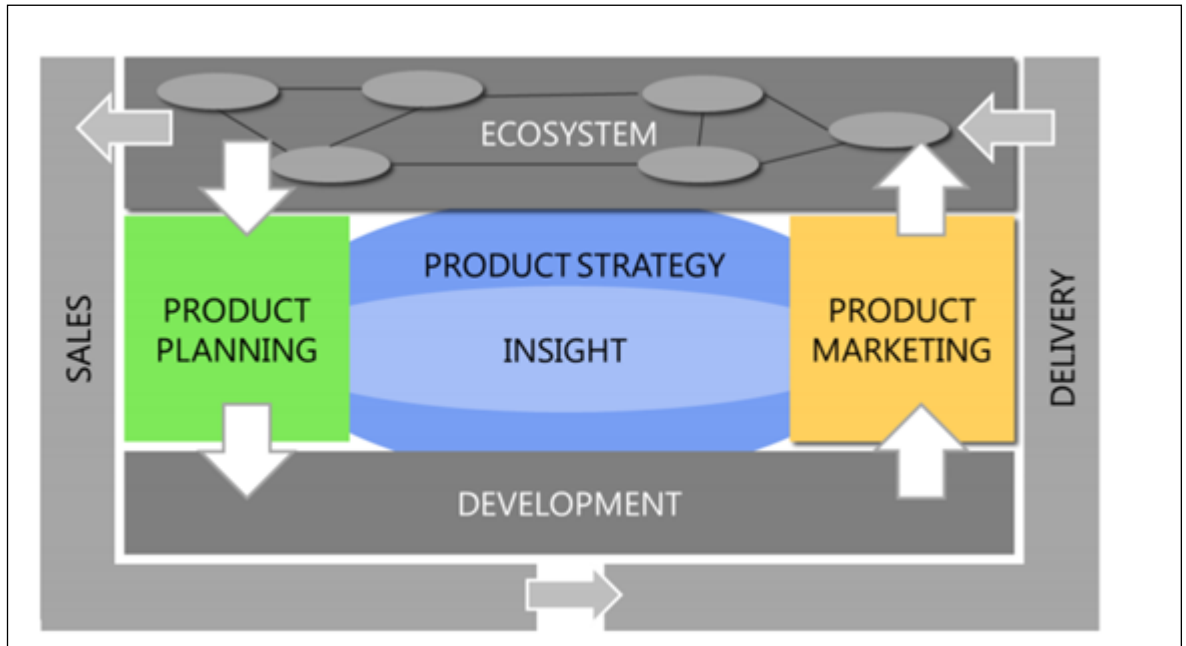 ECOSYSTEM
SALES
PRODUCT
PLANNING
PRODUCT STRATEGY
INSIGHT
PRODUCT
MARKETING
DELIVERY
DEVELOPMENT